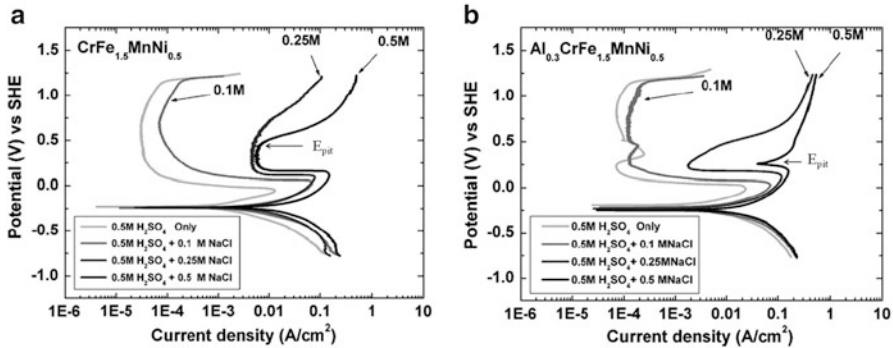 a
CrFe1.5MnNi0.5
0.25M
0.5M
0.1M
Epit
0.5M H2SO4 Only
0.5M H2SO4 + 0.1 M NaCl
0.5M H2SO4 + 0.25M NaCl
0.5M H2SO4 + 0.5 M NaCl
Potential (V) vs SHE
1.5
1.0
0.5
0.0
-0.5
-1.0
1E-6 1E-5 1E-4 1E-3 0.01 0.1 1 10
Current density (A/cm2)
b
Al0.3CrFe1.5MnNi0.5
0.25M
0.5M
0.1M
Epit
0.5M H2SO4 Only
0.5M H2SO4 + 0.1 MNaCl
0.5M H2SO4 + 0.25MNaCl
0.5M H2SO4 + 0.5 MNaCl
Potential (V) vs SHE
1.5
1.0
0.5
0.0
-0.5
-1.0
1E-6 1E-5 1E-4 1E-3 0.01 0.1 1 10
Current density (A/cm2)